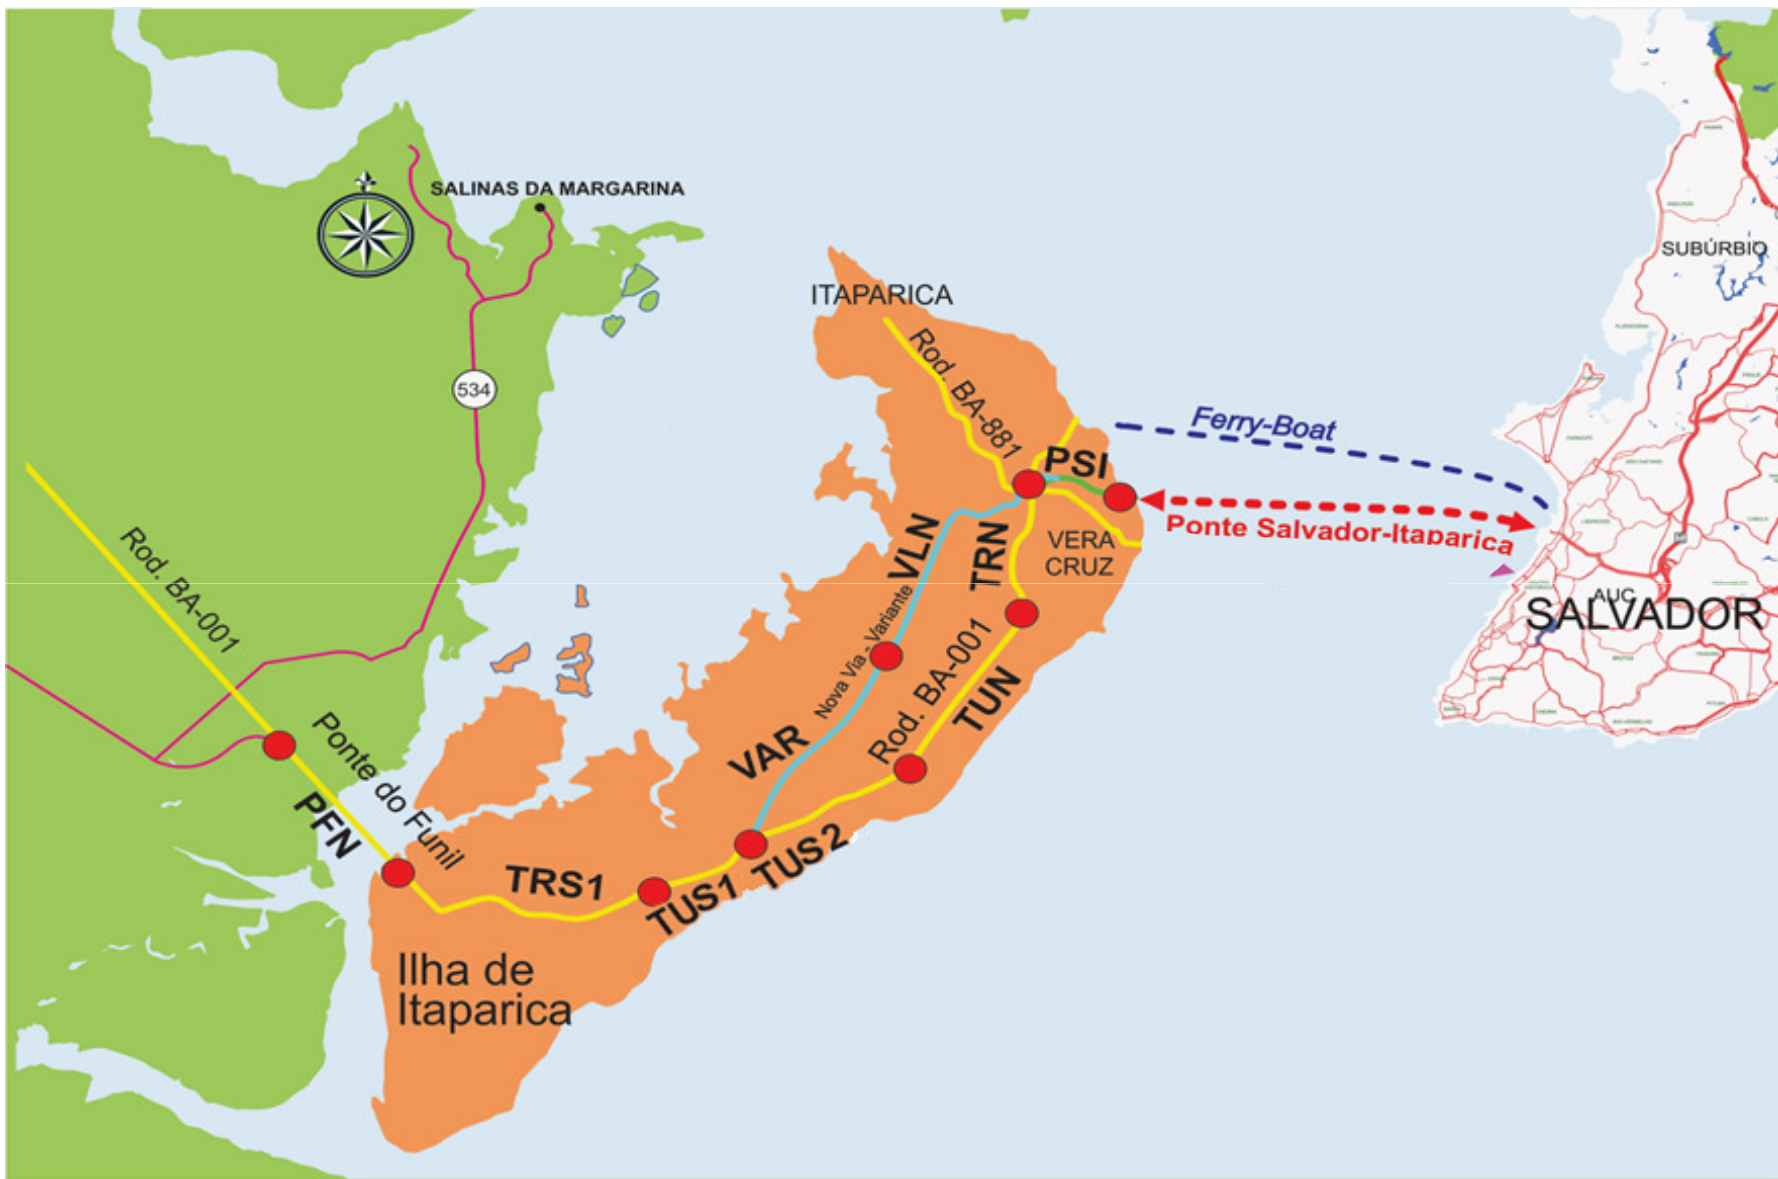 SALINAS DA MARGARINA
SUBÚRBIO
ITAPARICA
Rod. BA-881
534
Ferry-Boat
PSI
Ponte Salvador-Itaparica
VERA
CRUZ
VLN
TRN
Rod. BA-001
Nova Via - Variante
AUC
SALVADOR
Rod. BA-001
TUN
VAR
Ponte do Funil
PFN
TRS1
TUS1
TUS2
Ilha de
Itaparica